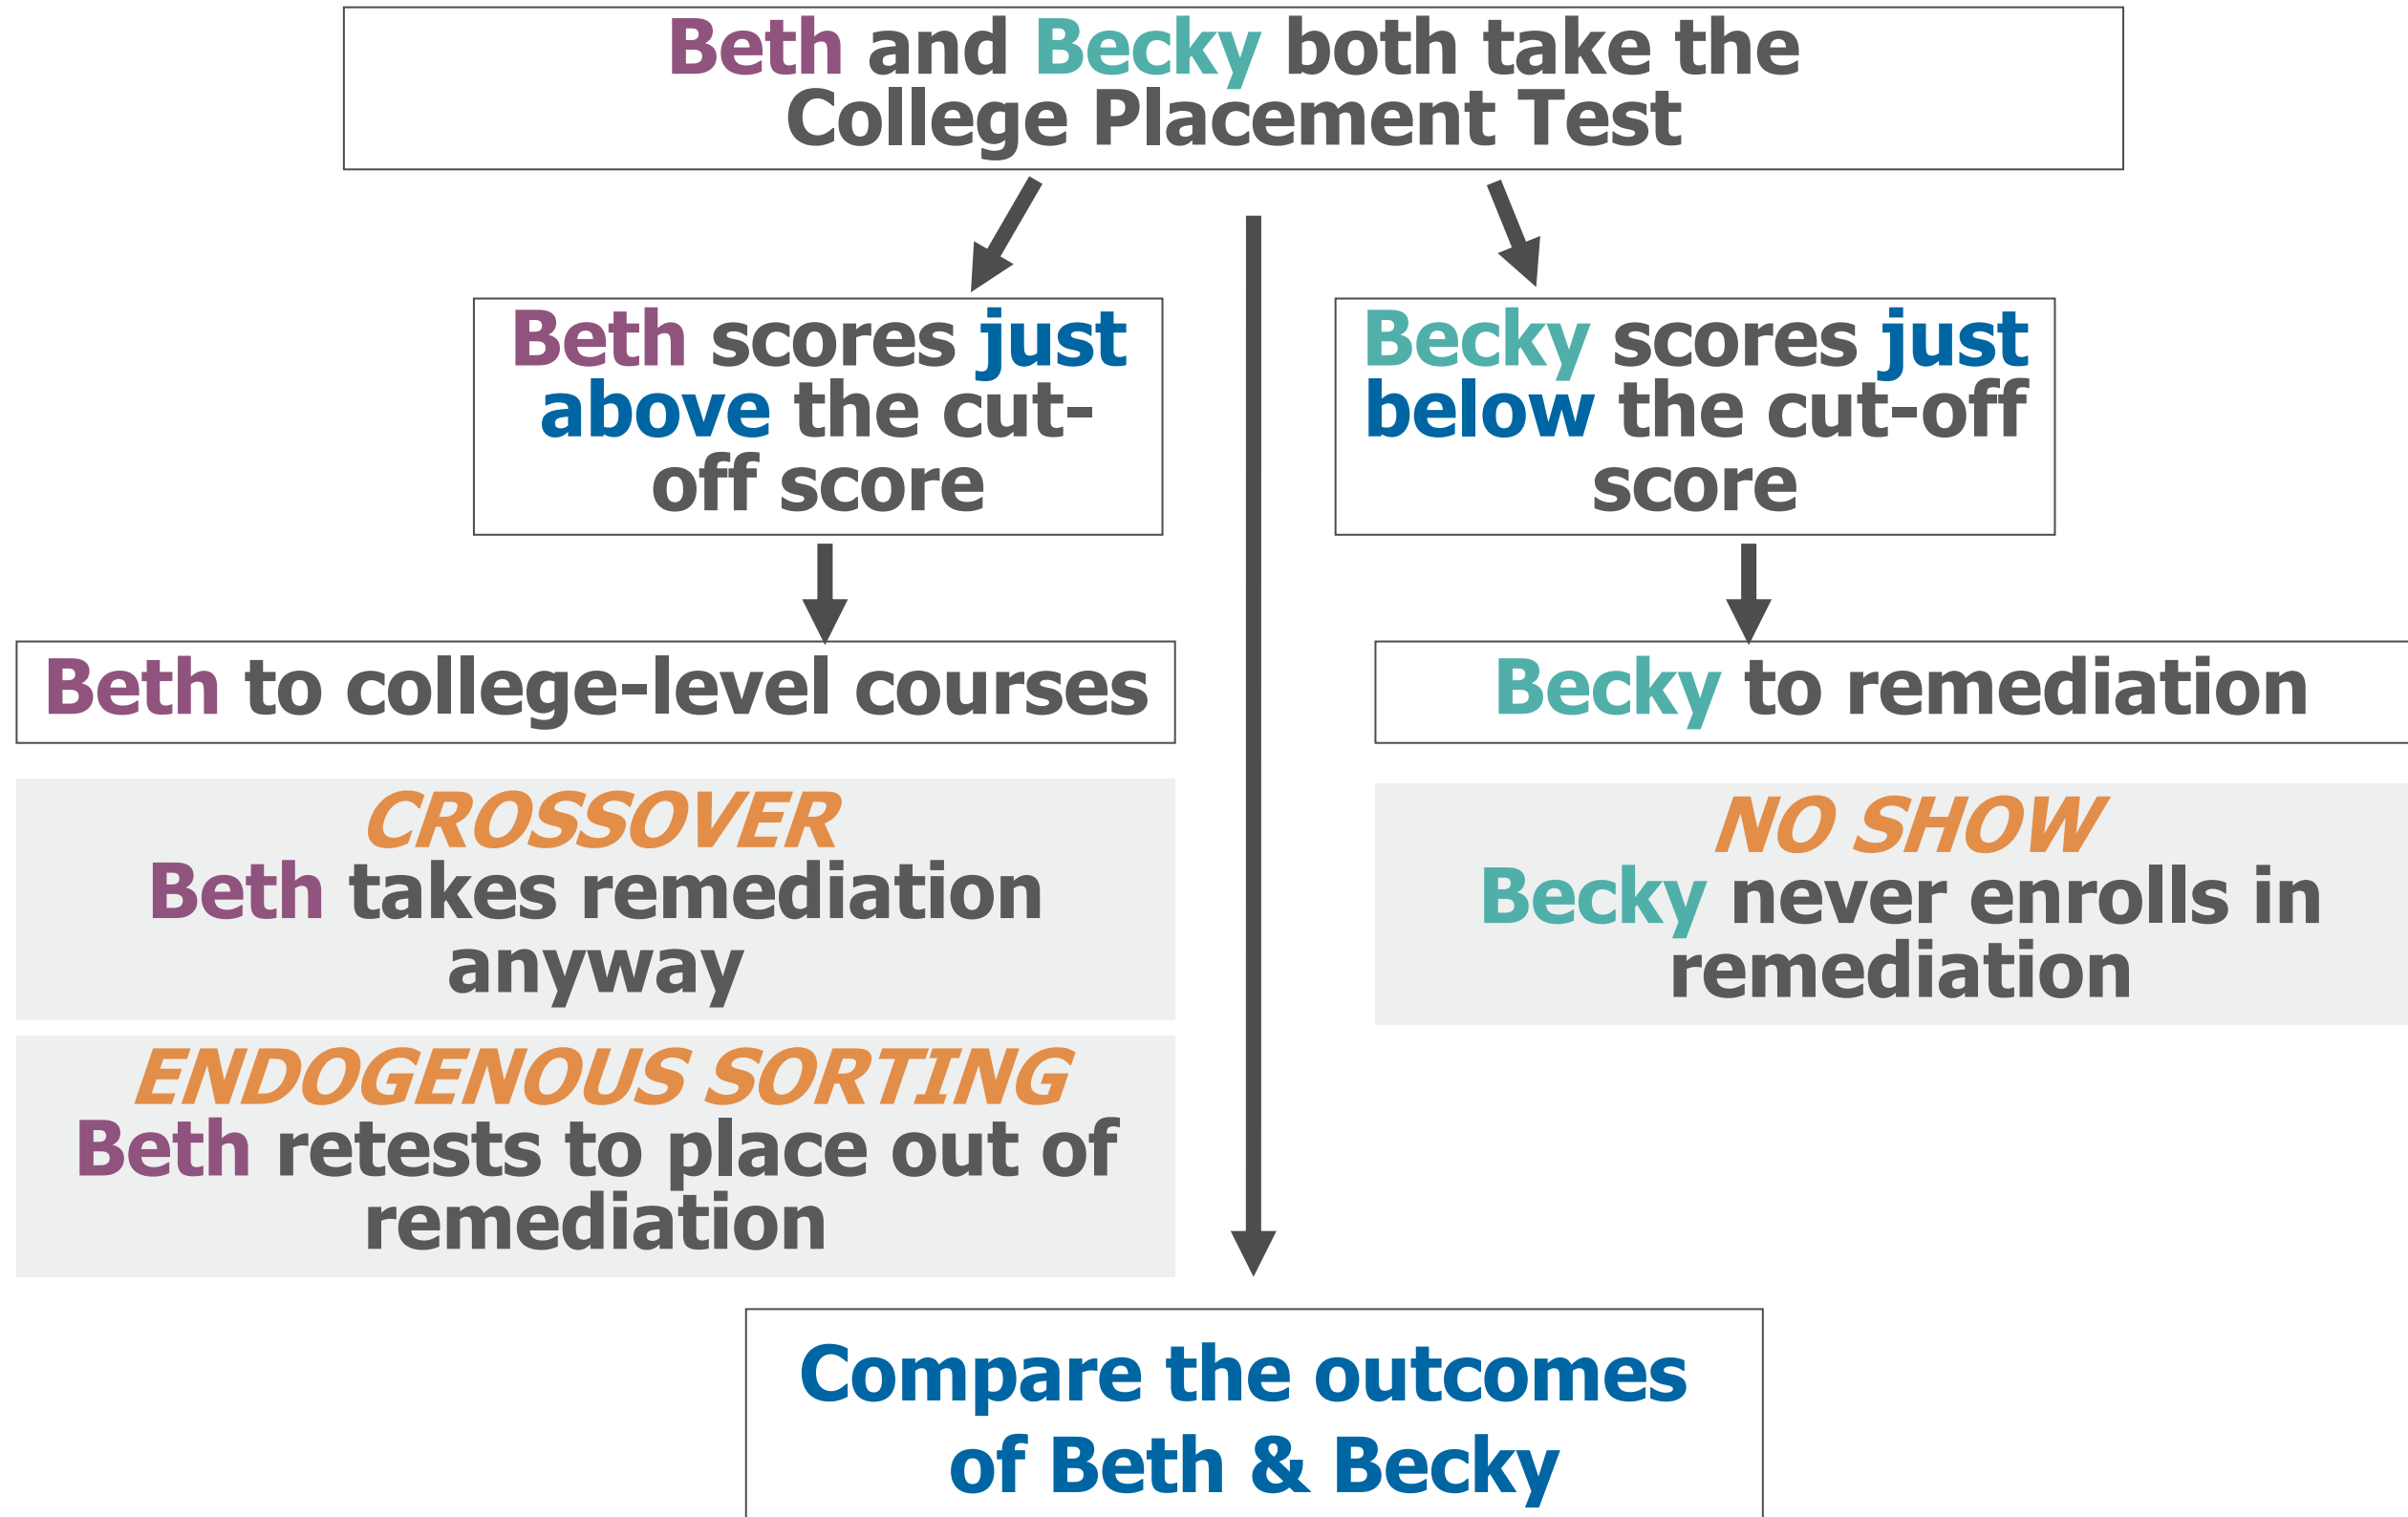 Beth and Becky both take the
College Placement Test
Beth scores just
above the cut-
off score
Becky scores just
below the cut-off
score
Beth to college-level courses
Becky to remediation
CROSSOVER
Beth takes remediation
anyway
NO SHOW
Becky never enrolls in
remediation
ENDOGENOUS SORTING
Beth retests to place out of
remediation
Compare the outcomes
of Beth & Becky